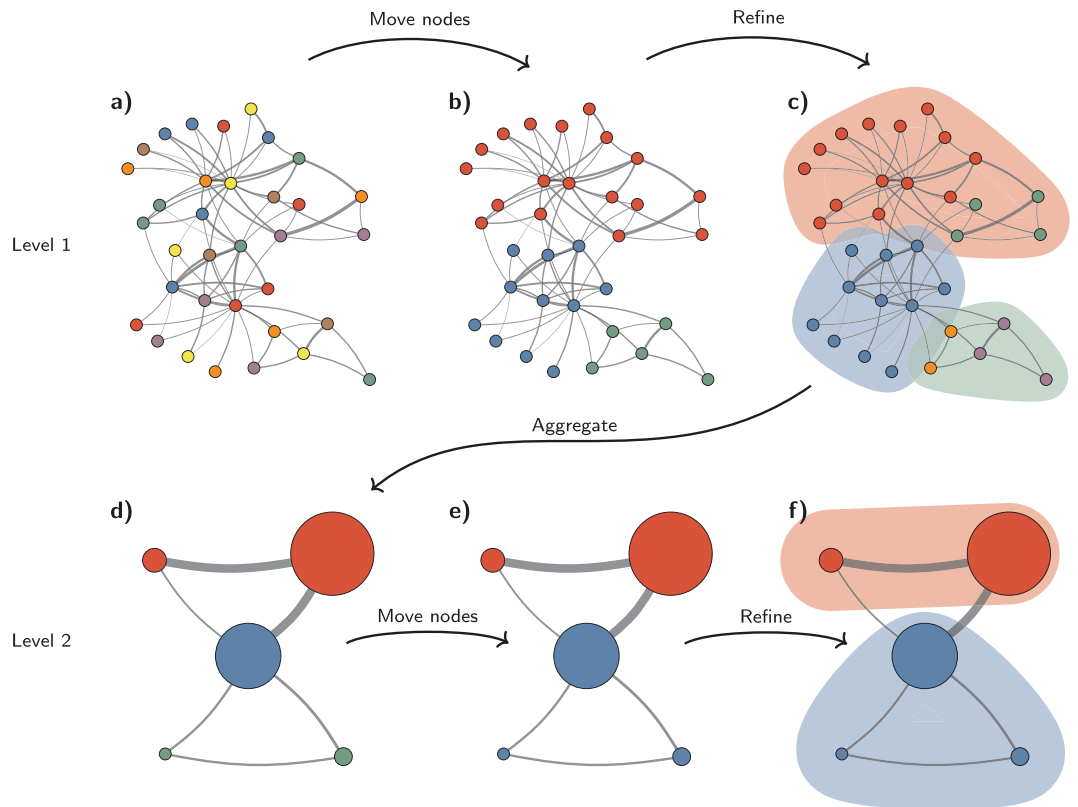 Move nodes
Refine
a)
b)
c)
Level 1
Aggregate
d)
e)
f)
Move nodes
Refine
Level 2